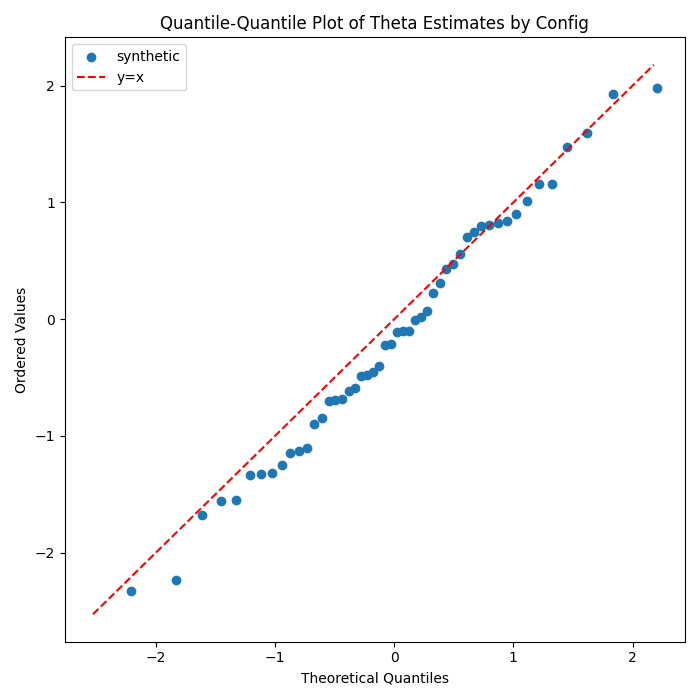 Quantile-Quantile Plot of Theta Estimates by Config
synthetic
y=x
Ordered Values
2
1
0
−1
−2
−2
−1
0
1
2
Theoretical Quantiles